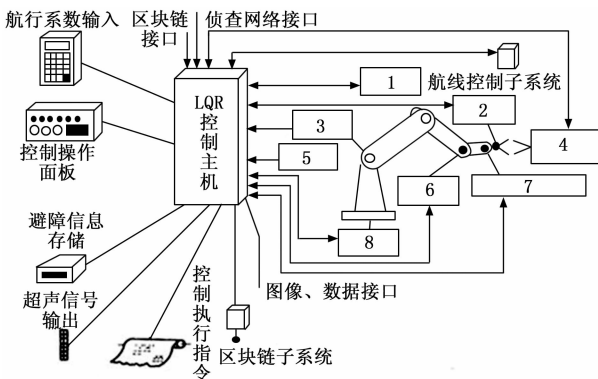 航行系数输入
区块链
接口
侦查网络接口
航线控制子系统
LQR
控制主机
1
2
3
4
5
6
7
8
控制操作
面板
避障信息
存储
超声信号
输出
控制执行指令
图像、数据接口
区块链子系统